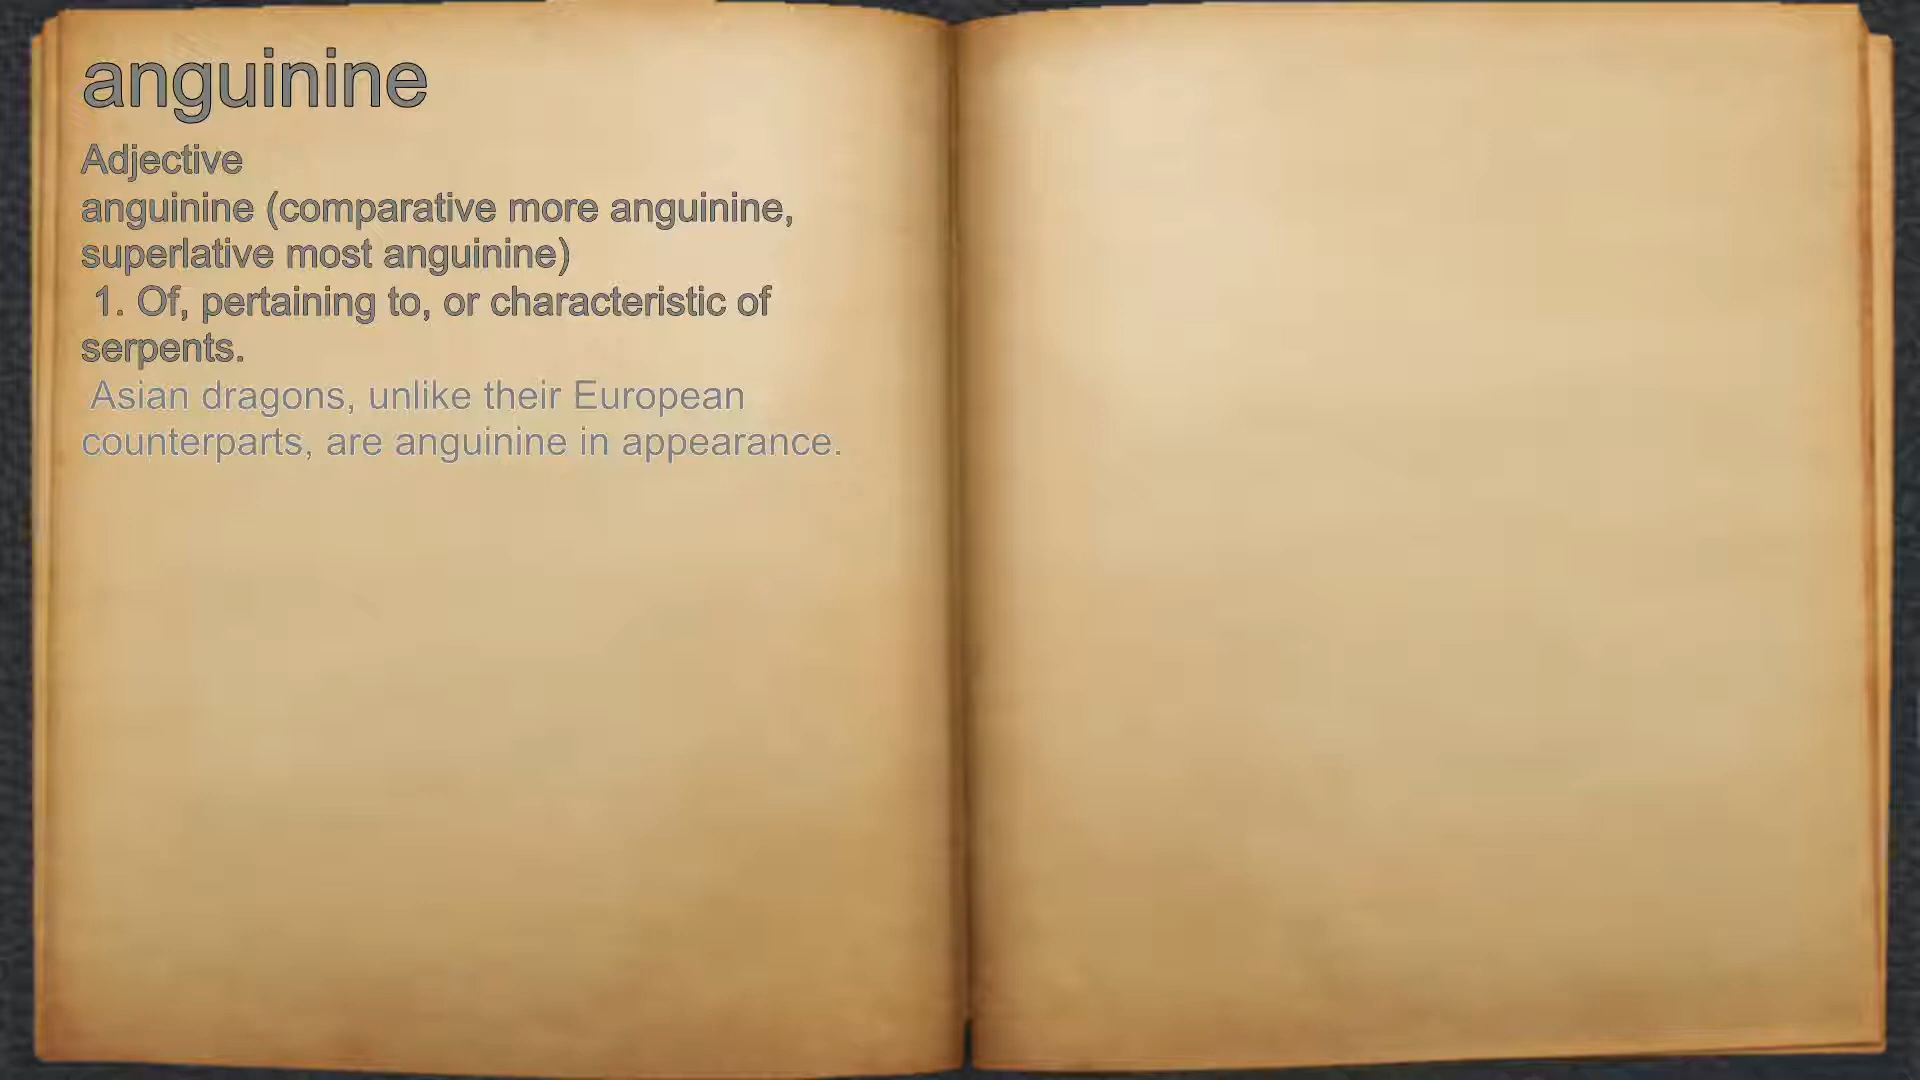 anguinine
Adjective
anguinine (comparative more anguinine,
superlative most anguinine)
1. Of, pertaining to, or characteristic of
serpents.
Asian dragons, unlike their European
counterparts, are anguinine in appearance.